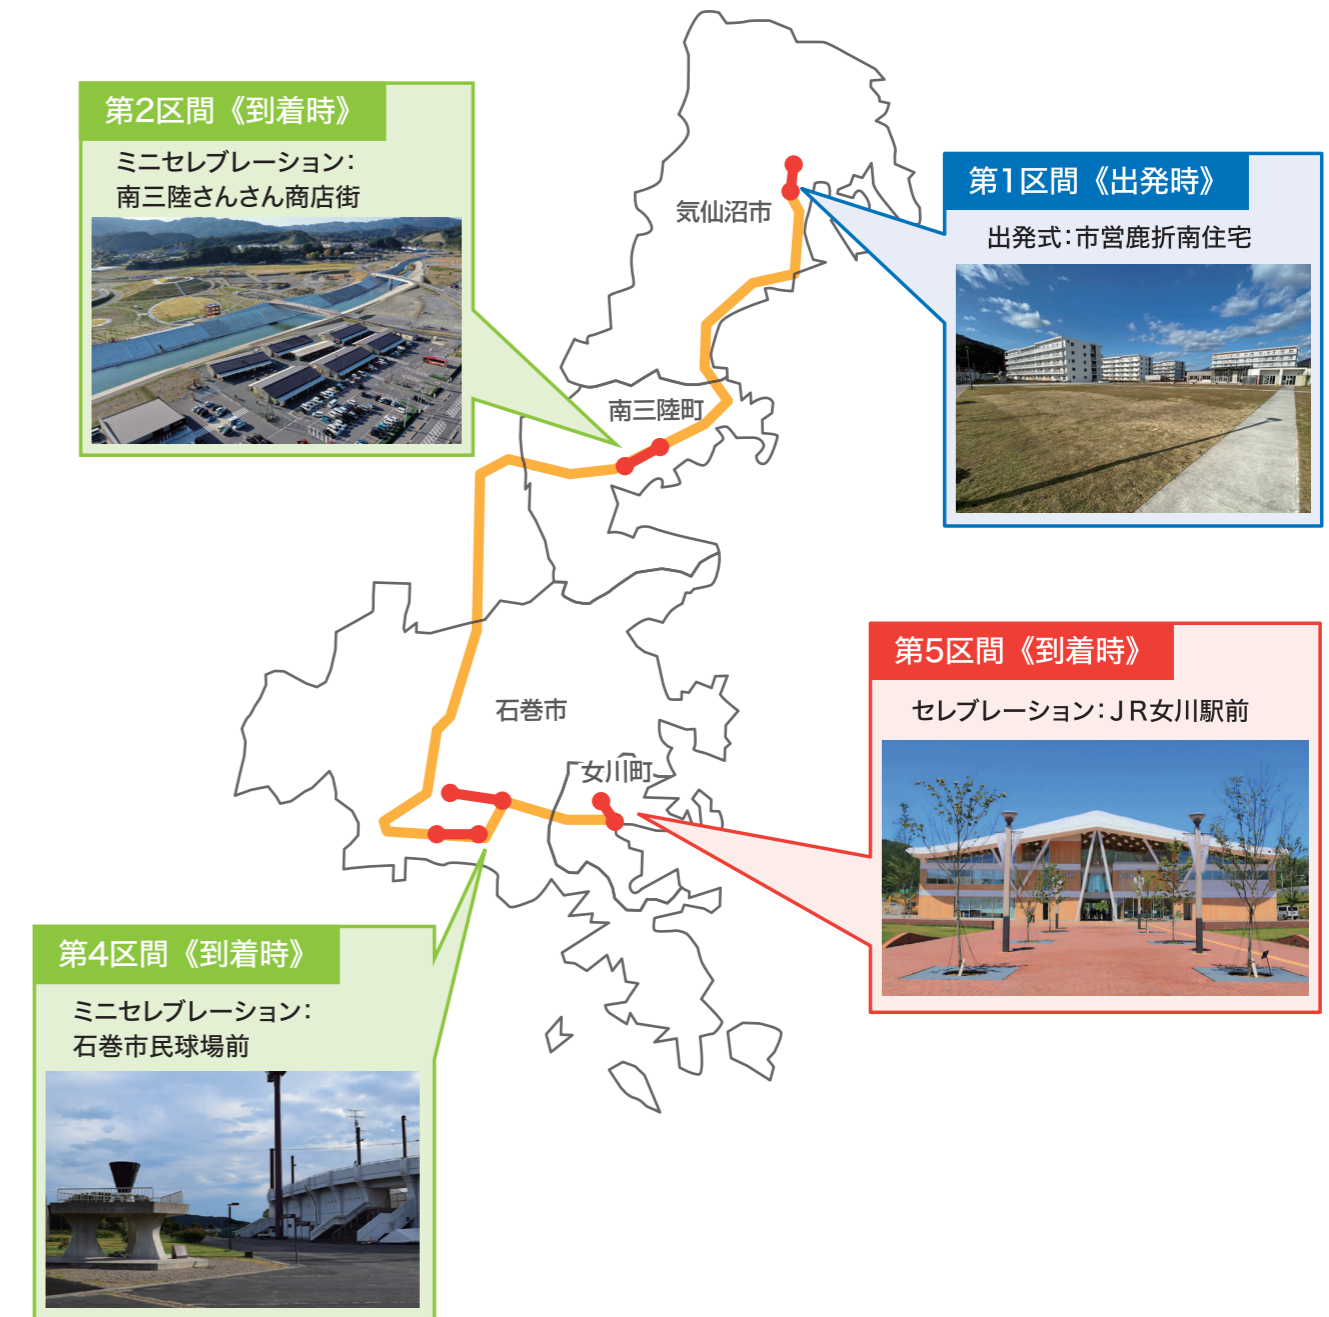 第2区間《到着時》
ミニセレブレーション：
南三陸さんさん商店街
第1区間《出発時》
出発式：市営鹿折南住宅
気仙沼市
南三陸町
第5区間《到着時》
セレブレーション：ＪＲ女川駅前
石巻市
女川町
第4区間《到着時》
ミニセレブレーション：
石巻市民球場前